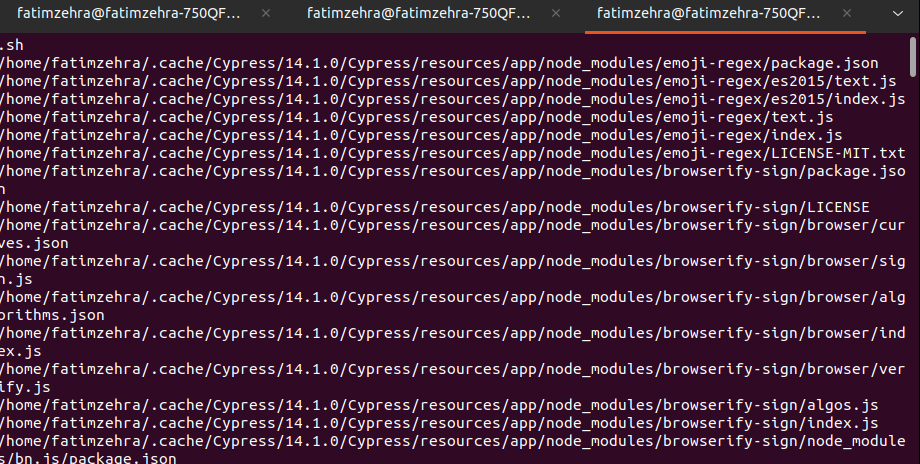 fatimzehra@fatimzehra-750QF... × fatimzehra@fatimzehra-750QF... × fatimzehra@fatimzehra-750QF... ×
.sh
/home/fatimzehra/.cache/Cypress/14.1.0/Cypress/resources/app/node_modules/emoji-regex/package.json
/home/fatimzehra/.cache/Cypress/14.1.0/Cypress/resources/app/node_modules/emoji-regex/es2015/text.js
/home/fatimzehra/.cache/Cypress/14.1.0/Cypress/resources/app/node_modules/emoji-regex/es2015/index.js
/home/fatimzehra/.cache/Cypress/14.1.0/Cypress/resources/app/node_modules/emoji-regex/text.js
/home/fatimzehra/.cache/Cypress/14.1.0/Cypress/resources/app/node_modules/emoji-regex/index.js
/home/fatimzehra/.cache/Cypress/14.1.0/Cypress/resources/app/node_modules/emoji-regex/LICENSE-MIT.txt
/home/fatimzehra/.cache/Cypress/14.1.0/Cypress/resources/app/node_modules/browserify-sign/package.jso
n
/home/fatimzehra/.cache/Cypress/14.1.0/Cypress/resources/app/node_modules/browserify-sign/LICENSE
/home/fatimzehra/.cache/Cypress/14.1.0/Cypress/resources/app/node_modules/browserify-sign/browser/cur
ves.json
/home/fatimzehra/.cache/Cypress/14.1.0/Cypress/resources/app/node_modules/browserify-sign/browser/sig
n.js
/home/fatimzehra/.cache/Cypress/14.1.0/Cypress/resources/app/node_modules/browserify-sign/browser/alg
orithms.json
/home/fatimzehra/.cache/Cypress/14.1.0/Cypress/resources/app/node_modules/browserify-sign/browser/ind
ex.js
/home/fatimzehra/.cache/Cypress/14.1.0/Cypress/resources/app/node_modules/browserify-sign/browser/ver
ify.js
/home/fatimzehra/.cache/Cypress/14.1.0/Cypress/resources/app/node_modules/browserify-sign/algos.js
/home/fatimzehra/.cache/Cypress/14.1.0/Cypress/resources/app/node_modules/browserify-sign/index.js
/home/fatimzehra/.cache/Cypress/14.1.0/Cypress/resources/app/node_modules/browserify-sign/node_module
s/bn.js/package.json